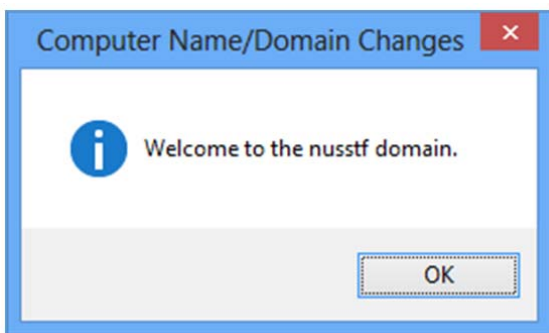 Computer Name/Domain Changes
Welcome to the nusstf domain.
OK